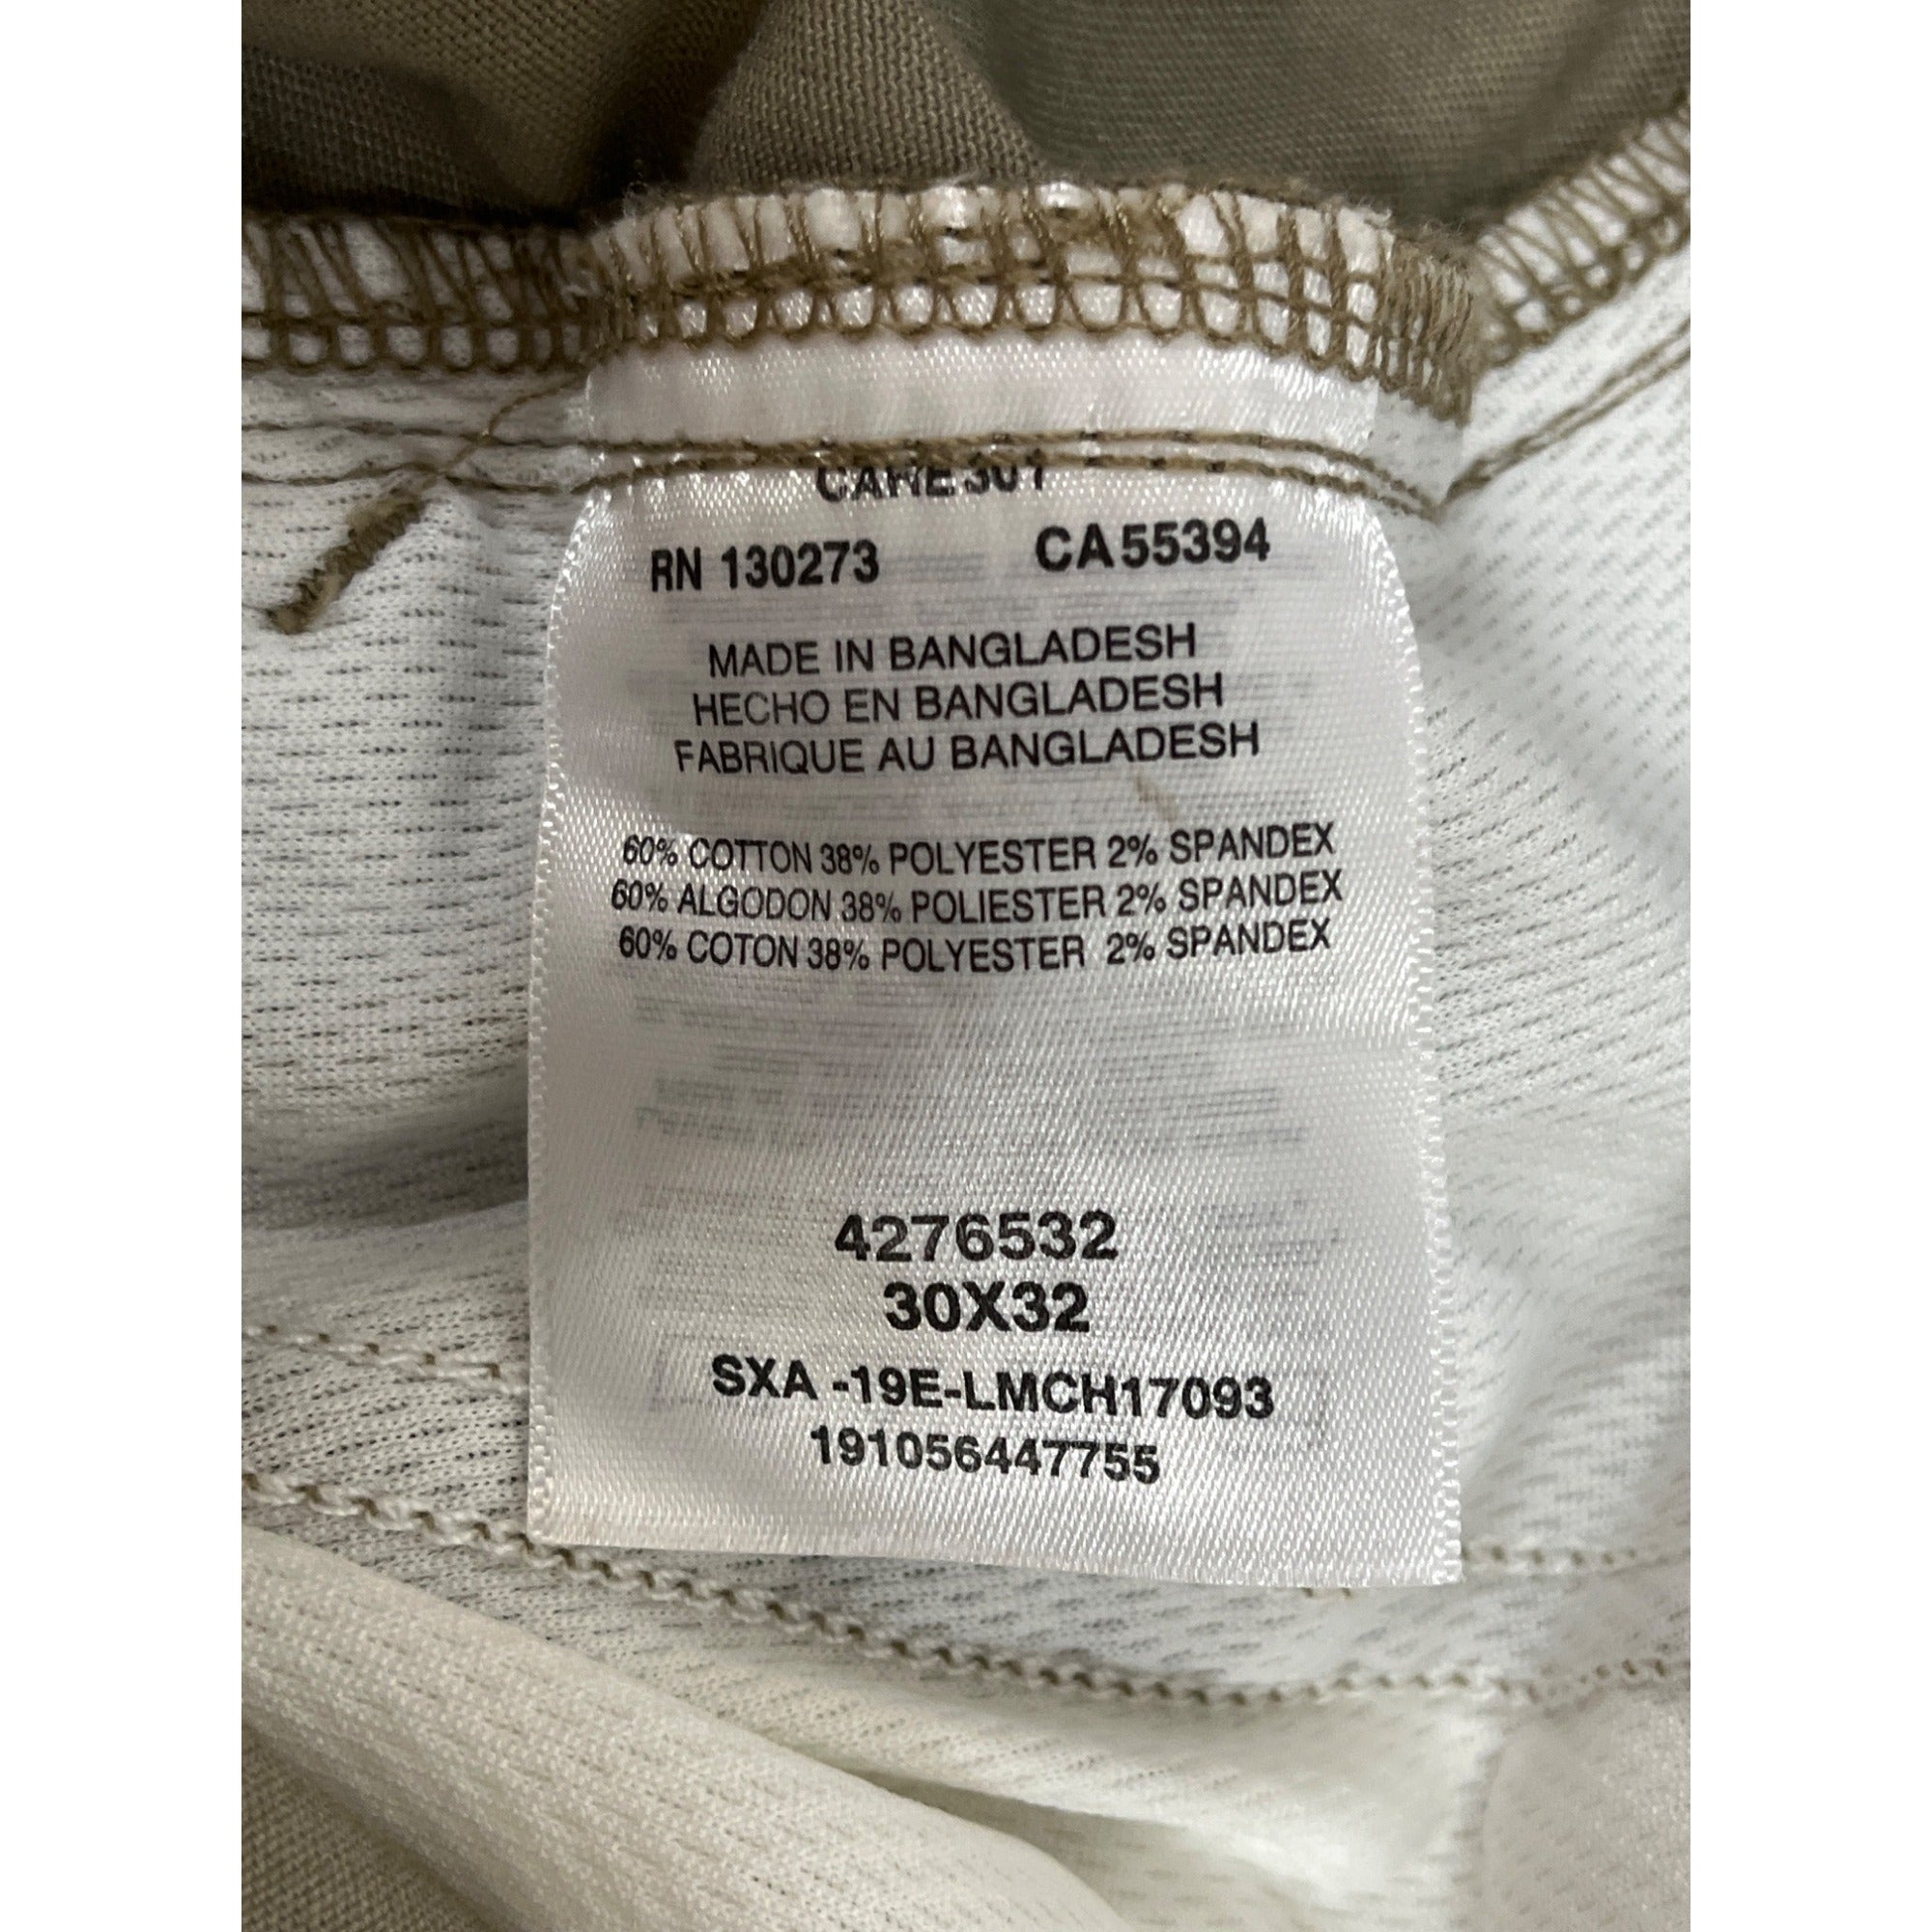 CARE301
RN 130273 CA55394
MADE IN BANGLADESH
HECHO EN BANGLADESH
FABRIQUE AU BANGLADESH
60% COTTON 38% POLYESTER 2% SPANDEX
60% ALGODON 38% POLIESTER 2% SPANDEX
60% COTON 38% POLYESTER 2% SPANDEX
4276532
30X32
SXA -19E-LMCH17093
191056447755